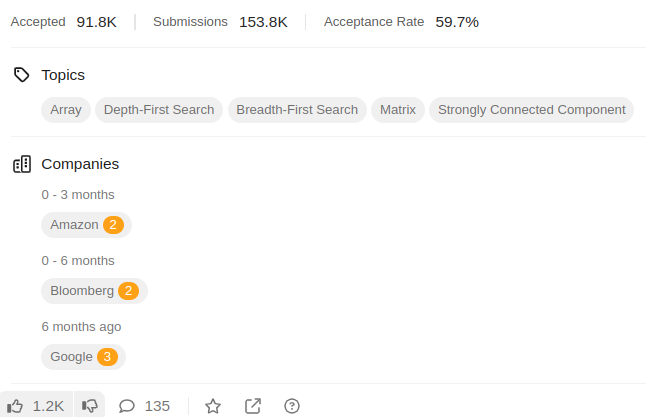 Accepted 91.8K Submissions 153.8K Acceptance Rate 59.7%
Topics
Array Depth-First Search Breadth-First Search Matrix Strongly Connected Component
Companies
0 - 3 months
Amazon 2
0 - 6 months
Bloomberg 2
6 months ago
Google 3
1.2K 135